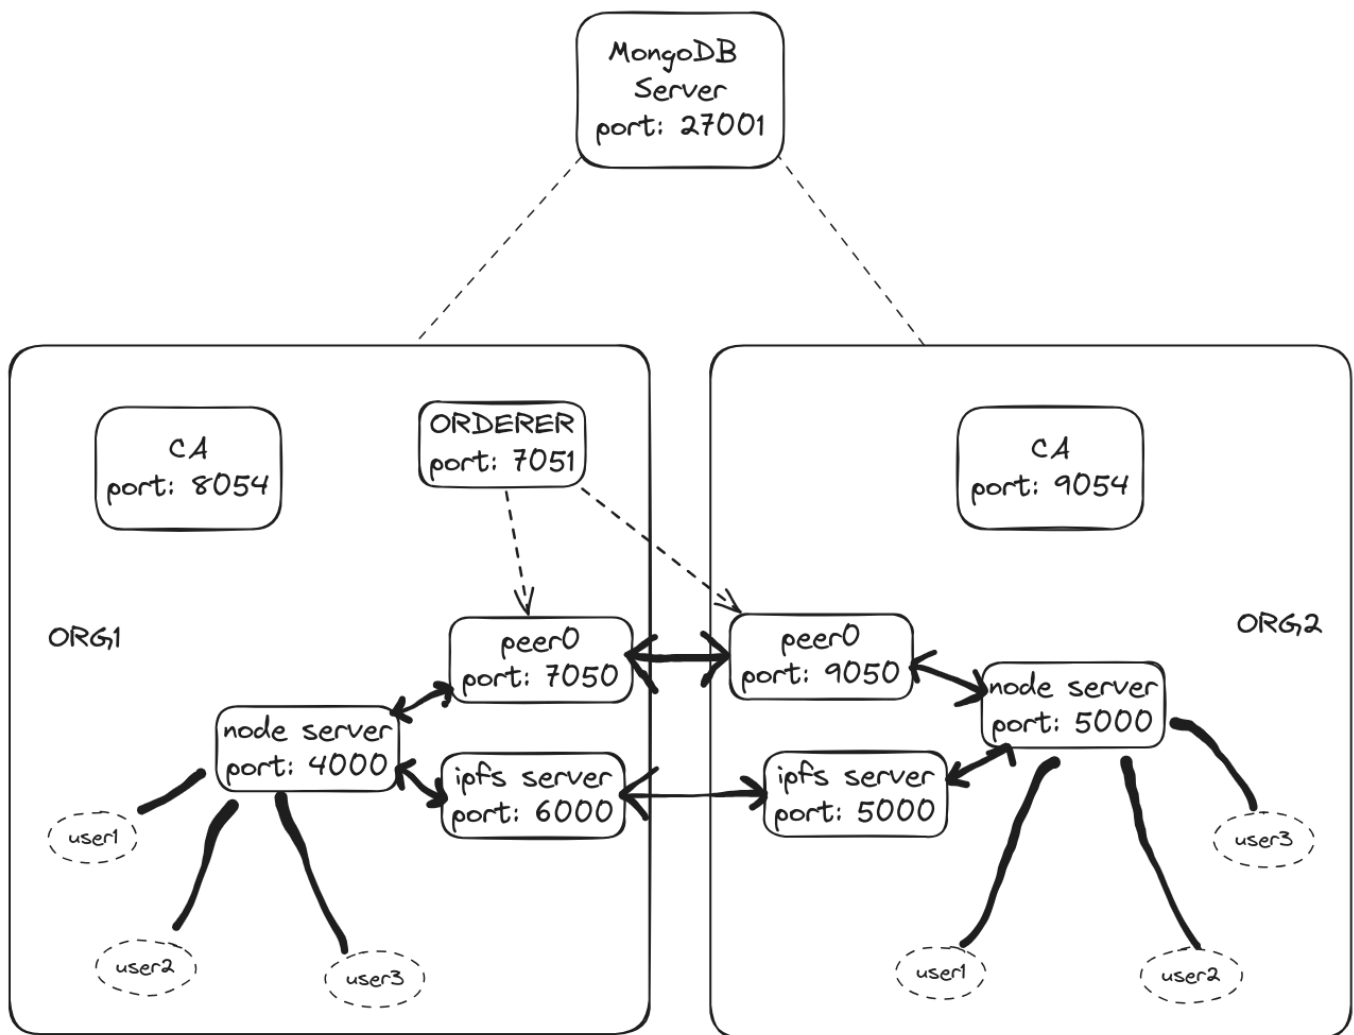 MongoDB
Server
port: 27001
CA
port: 8054
ORDERER
port: 7051
CA
port: 9054
ORG1
peer0
port: 7050
peer0
port: 9050
ORG2
node server
port: 4000
node server
port: 5000
ipfs server
port: 6000
ipfs server
port: 5000
user1
user2
user3
user1
user2
user3